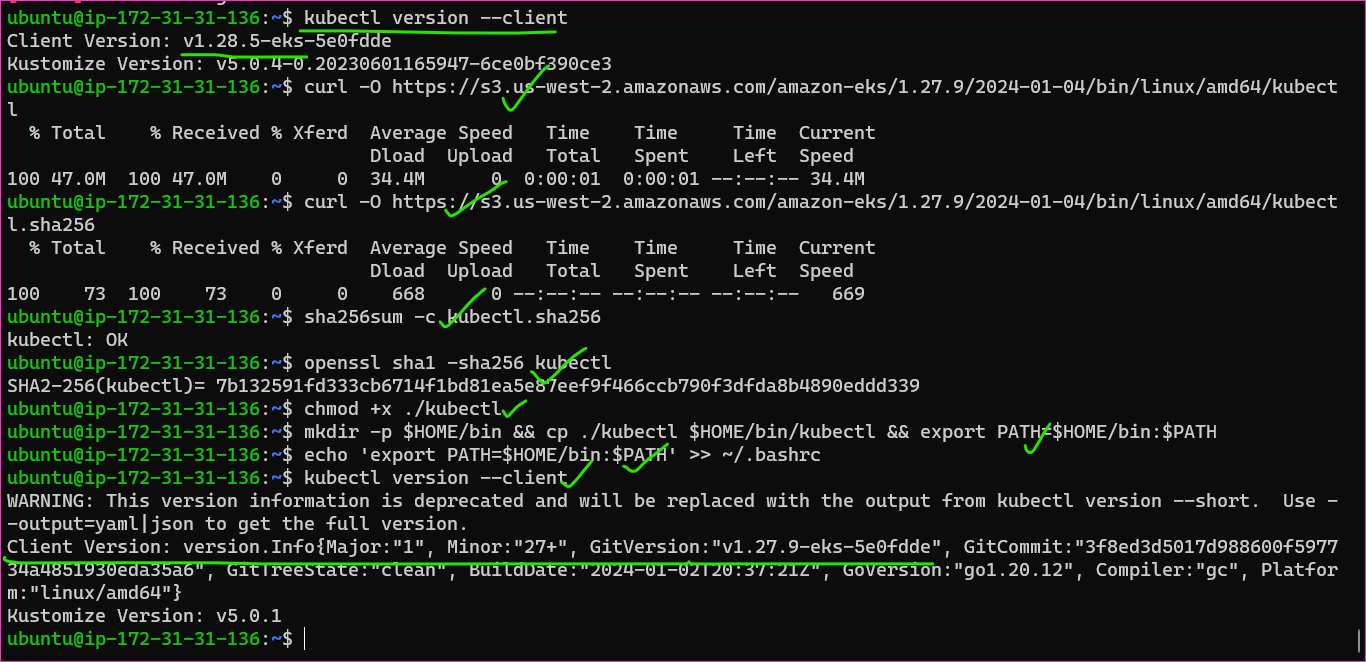 ubuntu@ip-172-31-31-136:~$ kubectl version --client
Client Version: v1.28.5-eks-5e0fdde
Kustomize Version: v5.0.4-0.20230601165947-6ce0bf390ce3
ubuntu@ip-172-31-31-136:~$ curl -O https://s3.us-west-2.amazonaws.com/amazon-eks/1.27.9/2024-01-04/bin/linux/amd64/kubect
l
% Total % Received % Xferd Average Speed Time Time Time Current
Dload Upload Total Spent Left Speed
100 47.0M 100 47.0M 0 0 34.4M 0 0:00:01 0:00:01 --:--:-- 34.4M
ubuntu@ip-172-31-31-136:~$ curl -O https://s3.us-west-2.amazonaws.com/amazon-eks/1.27.9/2024-01-04/bin/linux/amd64/kubect
l.sha256
% Total % Received % Xferd Average Speed Time Time Time Current
Dload Upload Total Spent Left Speed
100 73 100 73 0 0 668 0 --:--:-- --:--:-- --:--:-- 669
ubuntu@ip-172-31-31-136:~$ sha256sum -c kubectl.sha256
kubectl: OK
ubuntu@ip-172-31-31-136:~$ openssl sha1 -sha256 kubectl
SHA2-256(kubectl)= 7b132591fd333cb6714f1bd81ea5e87eef9f466ccb790f3dfda8b4890eddd339
ubuntu@ip-172-31-31-136:~$ chmod +x ./kubectl
ubuntu@ip-172-31-31-136:~$ mkdir -p $HOME/bin && cp ./kubectl $HOME/bin/kubectl && export PATH=$HOME/bin:$PATH
ubuntu@ip-172-31-31-136:~$ echo 'export PATH=$HOME/bin:$PATH' >> ~/.bashrc
ubuntu@ip-172-31-31-136:~$ kubectl version --client
WARNING: This version information is deprecated and will be replaced with the output from kubectl version --short.  Use -
-output=yaml|json to get the full version.
Client Version: version.Info{Major:"1", Minor:"27+", GitVersion:"v1.27.9-eks-5e0fdde", GitCommit:"3f8ed3d5017d988600f5977
34a4851930eda35a6", GitTreeState:"clean", BuildDate:"2024-01-02T20:37:21Z", GoVersion:"go1.20.12", Compiler:"gc", Platfor
m:"linux/amd64"}
Kustomize Version: v5.0.1
ubuntu@ip-172-31-31-136:~$